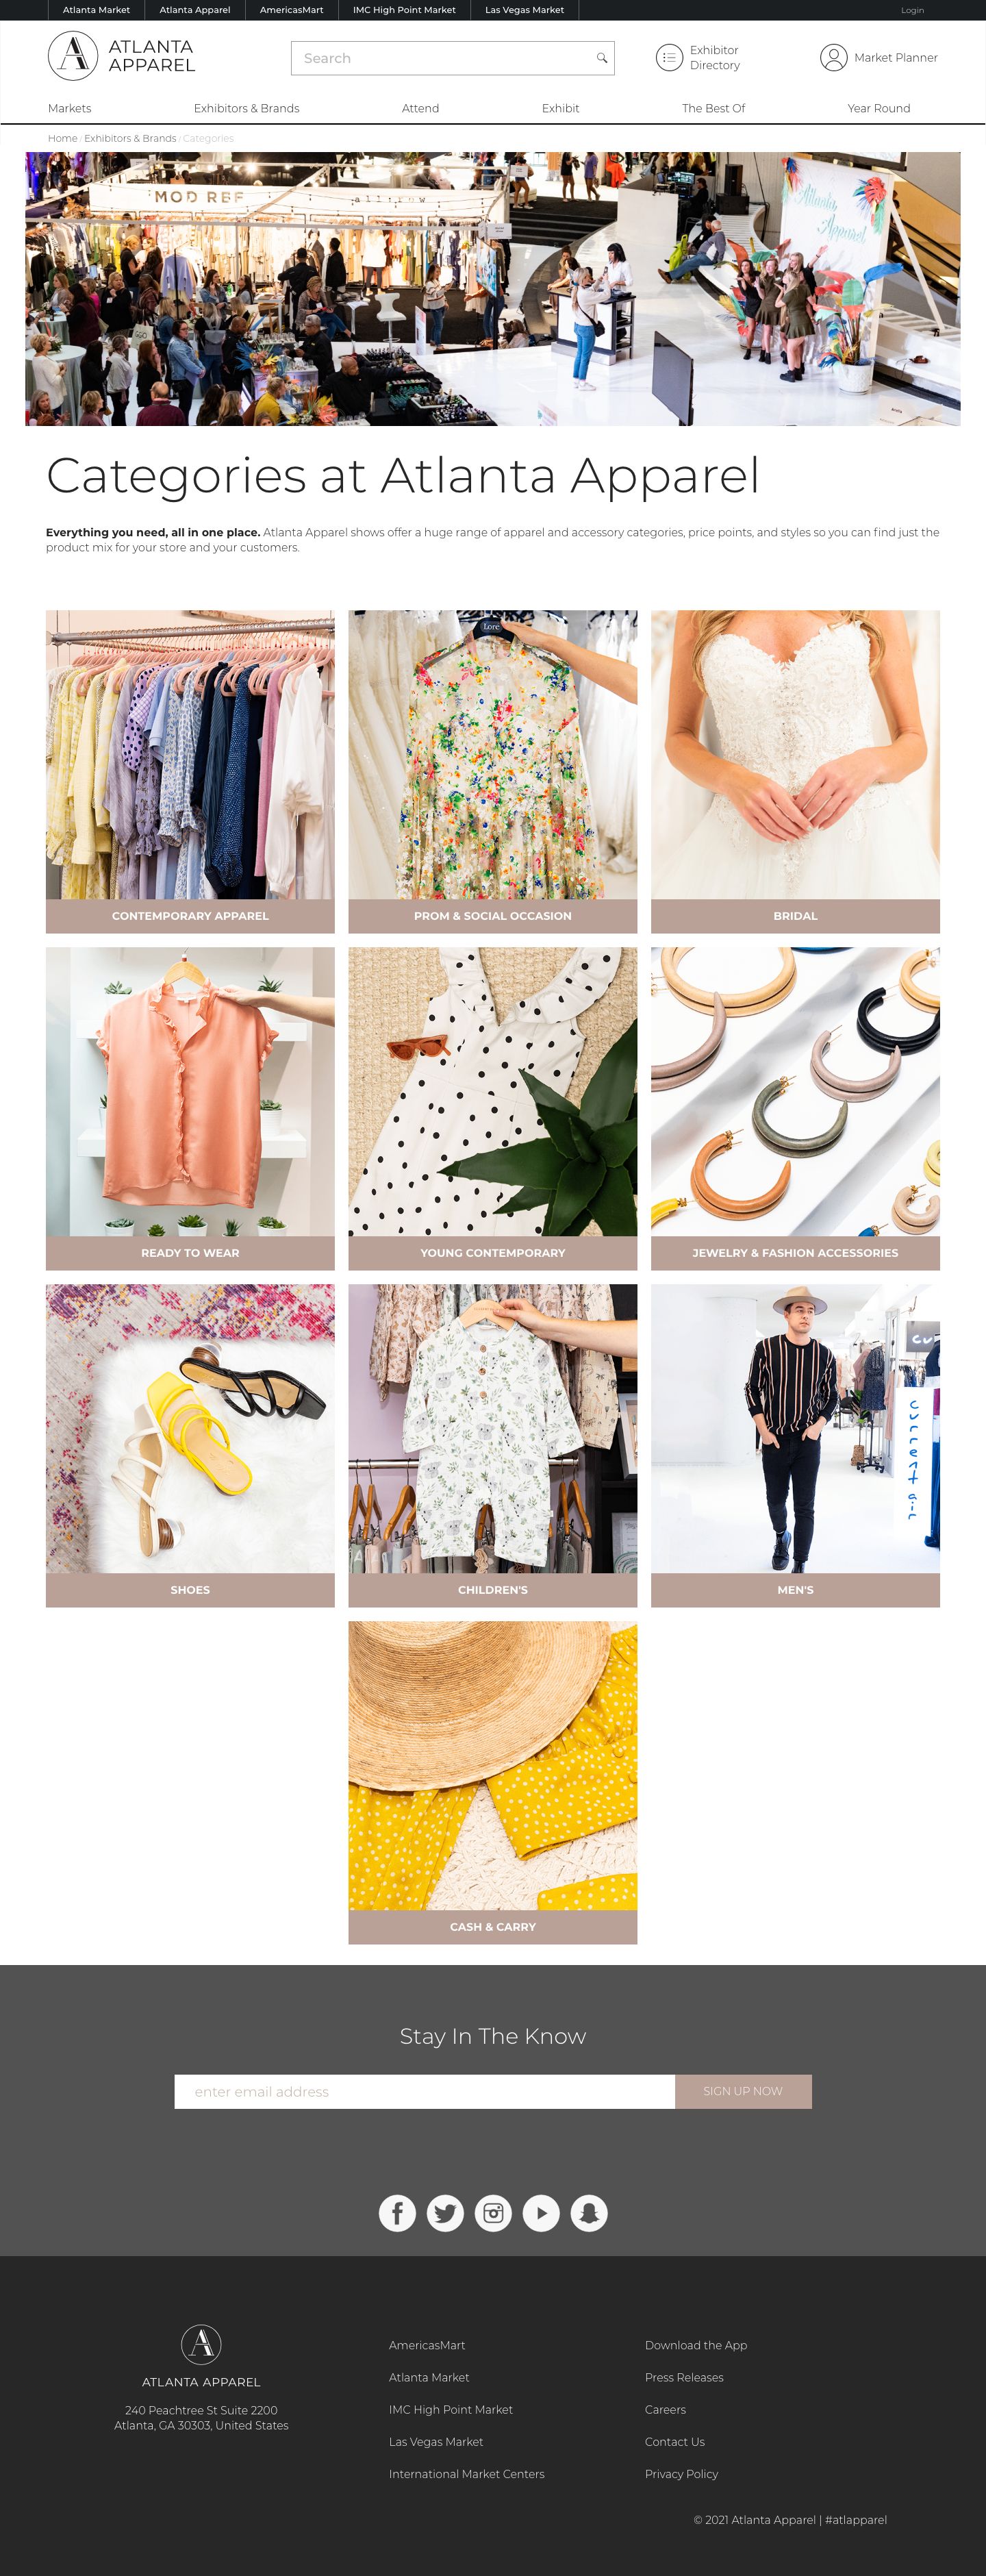 Atlanta Market
Atlanta Apparel
AmericasMart
IMC High Point Market
Las Vegas Market
Login
ATLANTA
APPAREL
Search
Exhibitor
Directory
Market Planner
Markets
Exhibitors & Brands
Attend
Exhibit
The Best Of
Year Round
Home / Exhibitors & Brands / Categories
MOD REF
Atlanta
Apparel
Categories at Atlanta Apparel
Everything you need, all in one place. Atlanta Apparel shows offer a huge range of apparel and accessory categories, price points, and styles so you can find just the
product mix for your store and your customers.
Lore
CONTEMPORARY APPAREL
PROM & SOCIAL OCCASION
BRIDAL
READY TO WEAR
YOUNG CONTEMPORARY
JEWELRY & FASHION ACCESSORIES
cu
current air
SHOES
CHILDREN'S
MEN'S
CASH & CARRY
Stay In The Know
enter email address
SIGN UP NOW
ATLANTA APPAREL
240 Peachtree St Suite 2200
Atlanta, GA 30303, United States
AmericasMart
Atlanta Market
IMC High Point Market
Las Vegas Market
International Market Centers
Download the App
Press Releases
Careers
Contact Us
Privacy Policy
© 2021 Atlanta Apparel | #atlapparel